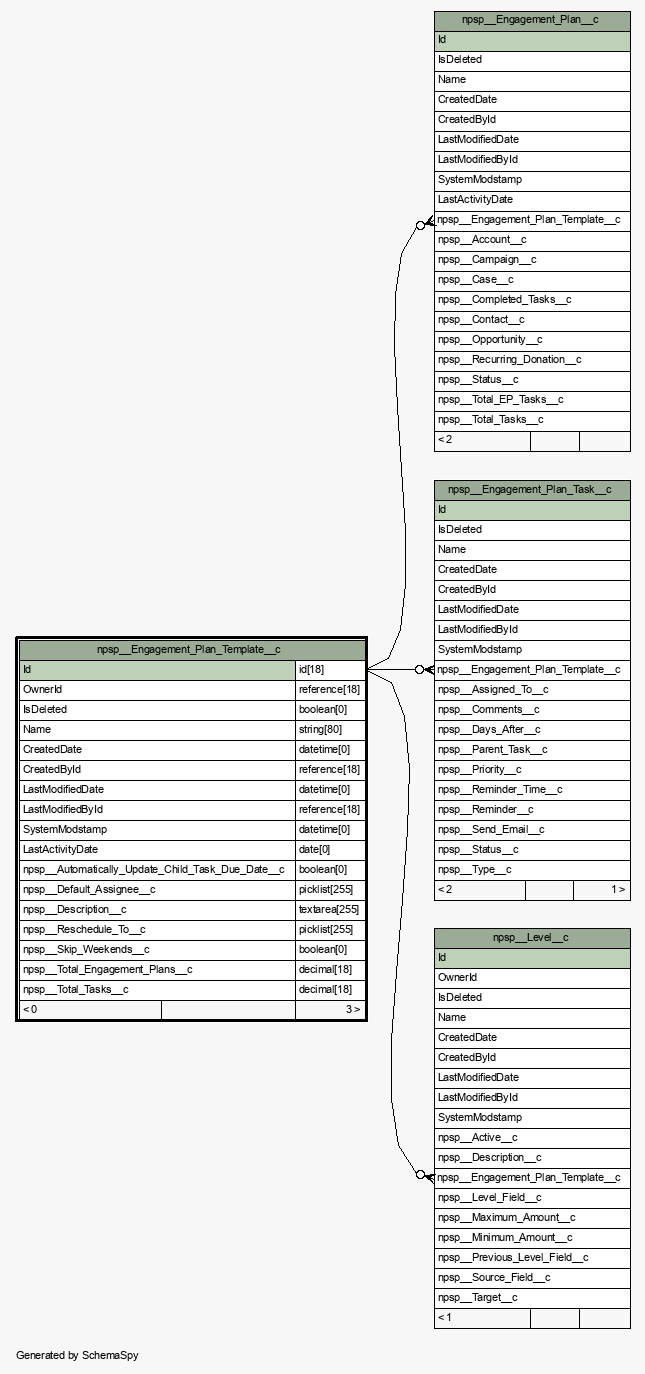 npsp__Engagement_Plan__c
Id
IsDeleted
Name
CreatedDate
CreatedById
LastModifiedDate
LastModifiedById
SystemModstamp
LastActivityDate
npsp__Engagement_Plan_Template__c
npsp__Account__c
npsp__Campaign__c
npsp__Case__c
npsp__Completed_Tasks__c
npsp__Contact__c
npsp__Opportunity__c
npsp__Recurring_Donation__c
npsp__Status__c
npsp__Total_EP_Tasks__c
npsp__Total_Tasks__c
< 2
npsp__Engagement_Plan_Task__c
Id
IsDeleted
Name
CreatedDate
CreatedById
LastModifiedDate
LastModifiedById
SystemModstamp
npsp__Engagement_Plan_Template__c
npsp__Assigned_To__c
npsp__Comments__c
npsp__Days_After__c
npsp__Parent_Task__c
npsp__Priority__c
npsp__Reminder_Time__c
npsp__Reminder__c
npsp__Send_Email__c
npsp__Status__c
npsp__Type__c
< 2 1 >
npsp__Engagement_Plan_Template__c
Id id[18]
OwnerId reference[18]
IsDeleted boolean[0]
Name string[80]
CreatedDate datetime[0]
CreatedById reference[18]
LastModifiedDate datetime[0]
LastModifiedById reference[18]
SystemModstamp datetime[0]
LastActivityDate date[0]
npsp__Automatically_Update_Child_Task_Due_Date__c boolean[0]
npsp__Default_Assignee__c picklist[255]
npsp__Description__c textarea[255]
npsp__Reschedule_To__c picklist[255]
npsp__Skip_Weekends__c boolean[0]
npsp__Total_Engagement_Plans__c decimal[18]
npsp__Total_Tasks__c decimal[18]
< 0 3 >
npsp__Level__c
Id
OwnerId
IsDeleted
Name
CreatedDate
CreatedById
LastModifiedDate
LastModifiedById
SystemModstamp
npsp__Active__c
npsp__Description__c
npsp__Engagement_Plan_Template__c
npsp__Level_Field__c
npsp__Maximum_Amount__c
npsp__Minimum_Amount__c
npsp__Previous_Level_Field__c
npsp__Source_Field__c
npsp__Target__c
< 1
Generated by SchemaSpy